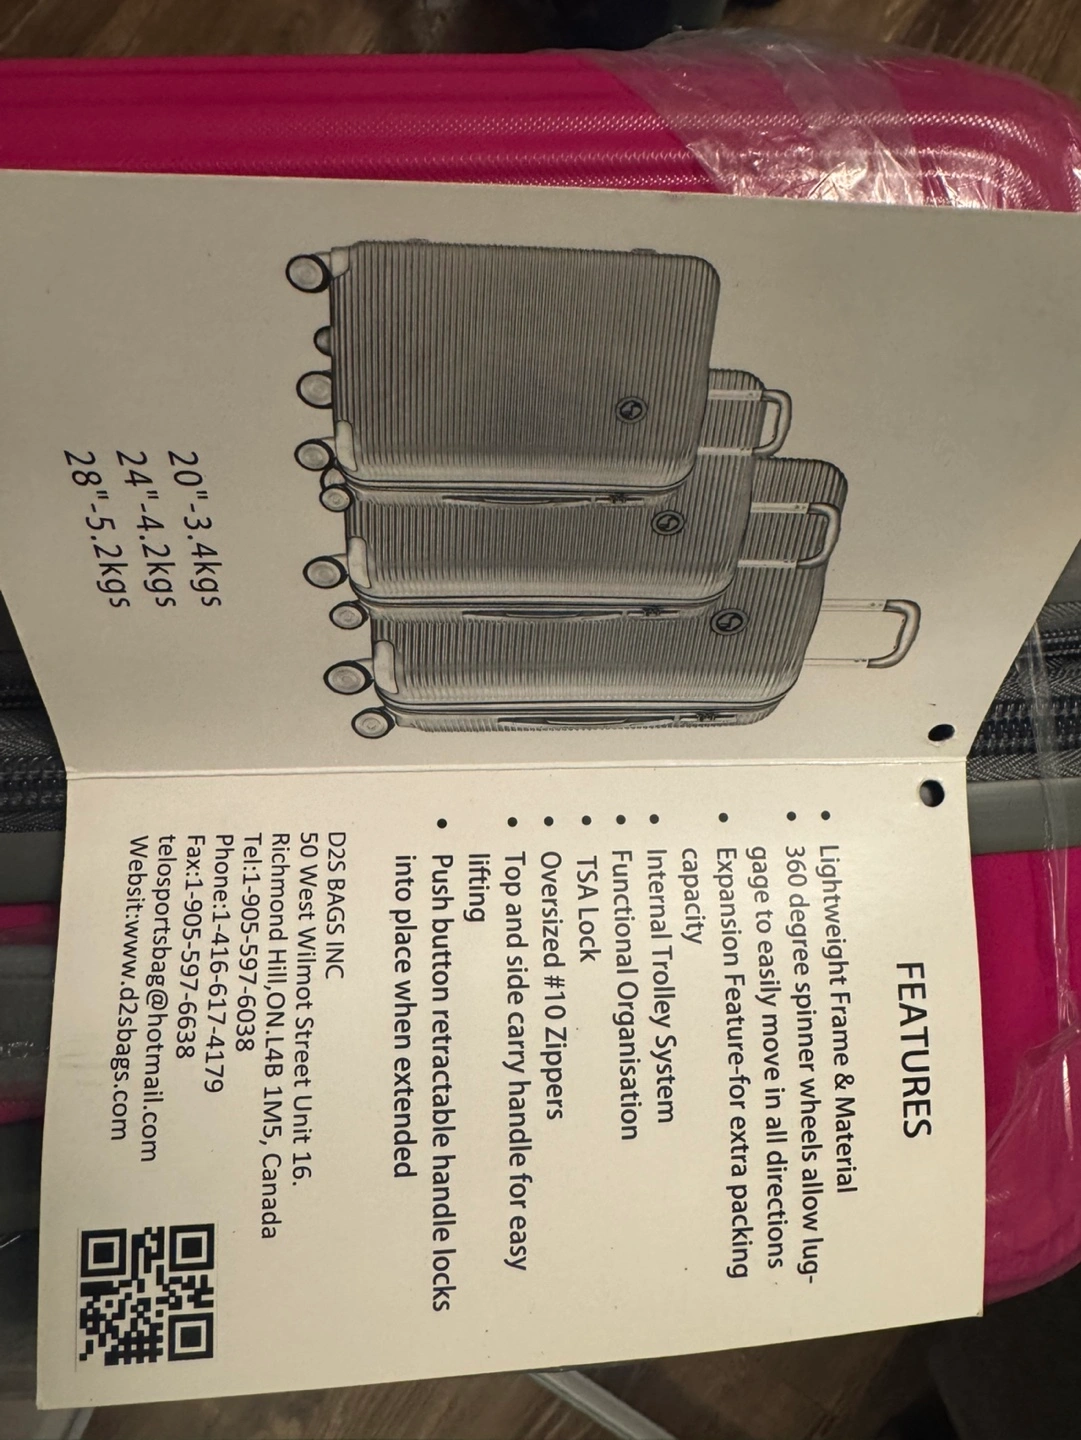 20"-3.4kgs
24"-4.2kgs
28"-5.2kgs
FEATURES
• Lightweight Frame & Material
• 360 degree spinner wheels allow lug-
gage to easily move in all directions
• Expansion Feature-for extra packing
capacity
• Internal Trolley System
• Functional Organisation
• TSA Lock
• Oversized #10 Zippers
• Top and side carry handle for easy
lifting
• Push button retractable handle locks
into place when extended
D2S BAGS INC
50 West Wilmot Street Unit 16.
Richmond Hill,ON.L4B 1M5, Canada
Tel:1-905-597-6038
Phone:1-416-617-4179
Fax:1-905-597-6638
telosportsbag@hotmail.com
Websit:www.d2sbags.com